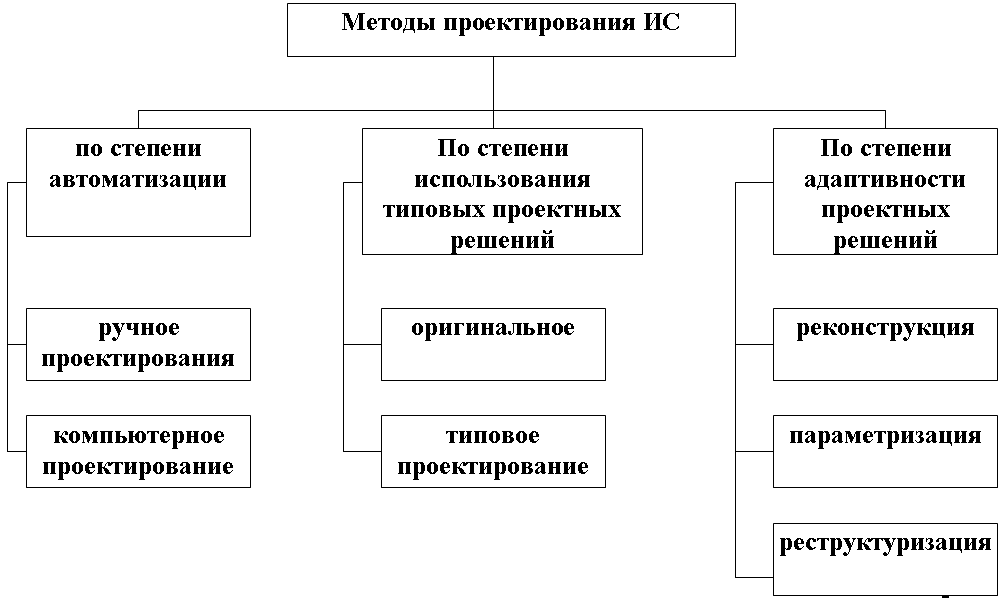 Методы проектирования ИС
по степени
автоматизации
ручное
проектирования
компьютерное
проектирование
По степени
использования
типовых проектных
решений
оригинальное
типовое
проектирование
По степени
адаптивности
проектных
решений
реконструкция
параметризация
реструктуризация